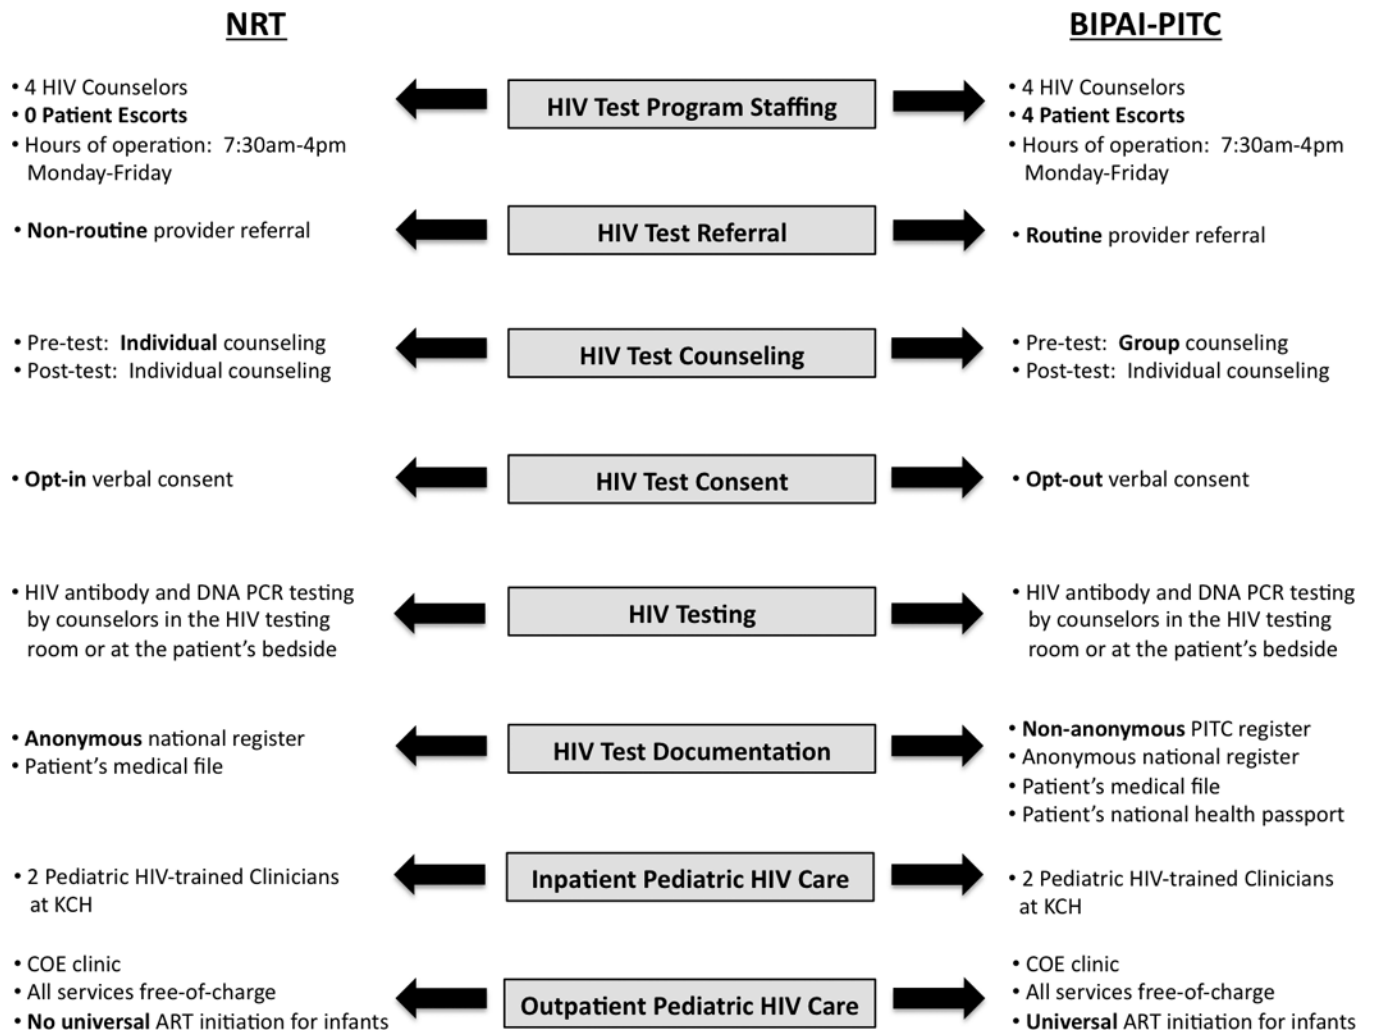 NRT
BIPAI-PITC
• 4 HIV Counselors
• 0 Patient Escorts
• Hours of operation: 7:30am-4pm
Monday-Friday
HIV Test Program Staffing
• 4 HIV Counselors
• 4 Patient Escorts
• Hours of operation: 7:30am-4pm
Monday-Friday
• Non-routine provider referral
HIV Test Referral
• Routine provider referral
• Pre-test: Individual counseling
• Post-test: Individual counseling
HIV Test Counseling
• Pre-test: Group counseling
• Post-test: Individual counseling
• Opt-in verbal consent
HIV Test Consent
• Opt-out verbal consent
• HIV antibody and DNA PCR testing
by counselors in the HIV testing
room or at the patient's bedside
HIV Testing
• HIV antibody and DNA PCR testing
by counselors in the HIV testing
room or at the patient's bedside
• Anonymous national register
• Patient's medical file
HIV Test Documentation
• Non-anonymous PITC register
• Anonymous national register
• Patient's medical file
• Patient's national health passport
• 2 Pediatric HIV-trained Clinicians
at KCH
Inpatient Pediatric HIV Care
• 2 Pediatric HIV-trained Clinicians
at KCH
• COE clinic
• All services free-of-charge
• No universal ART initiation for infants
Outpatient Pediatric HIV Care
• COE clinic
• All services free-of-charge
• Universal ART initiation for infants